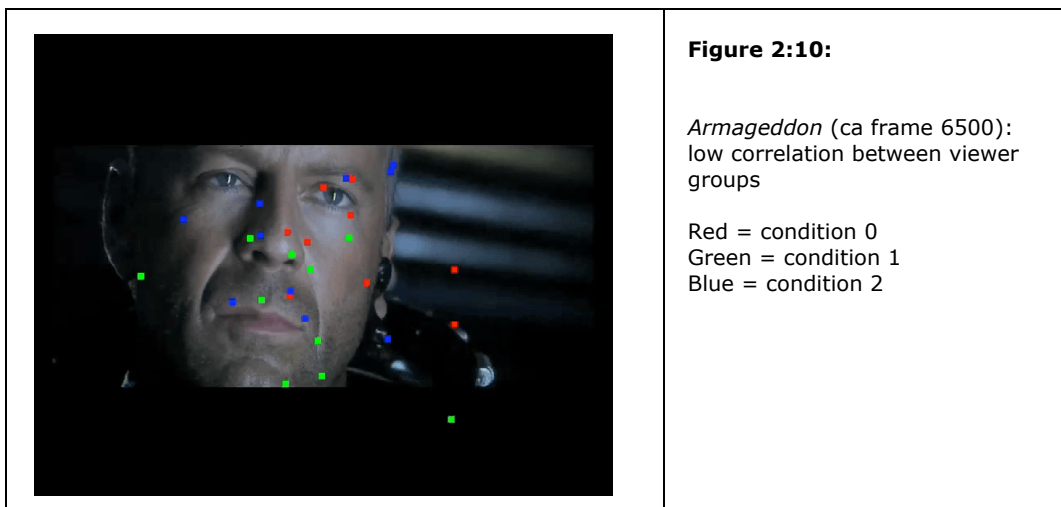 Figure 2:10:
Armageddon (ca frame 6500):
low correlation between viewer
groups
Red = condition 0
Green = condition 1
Blue = condition 2